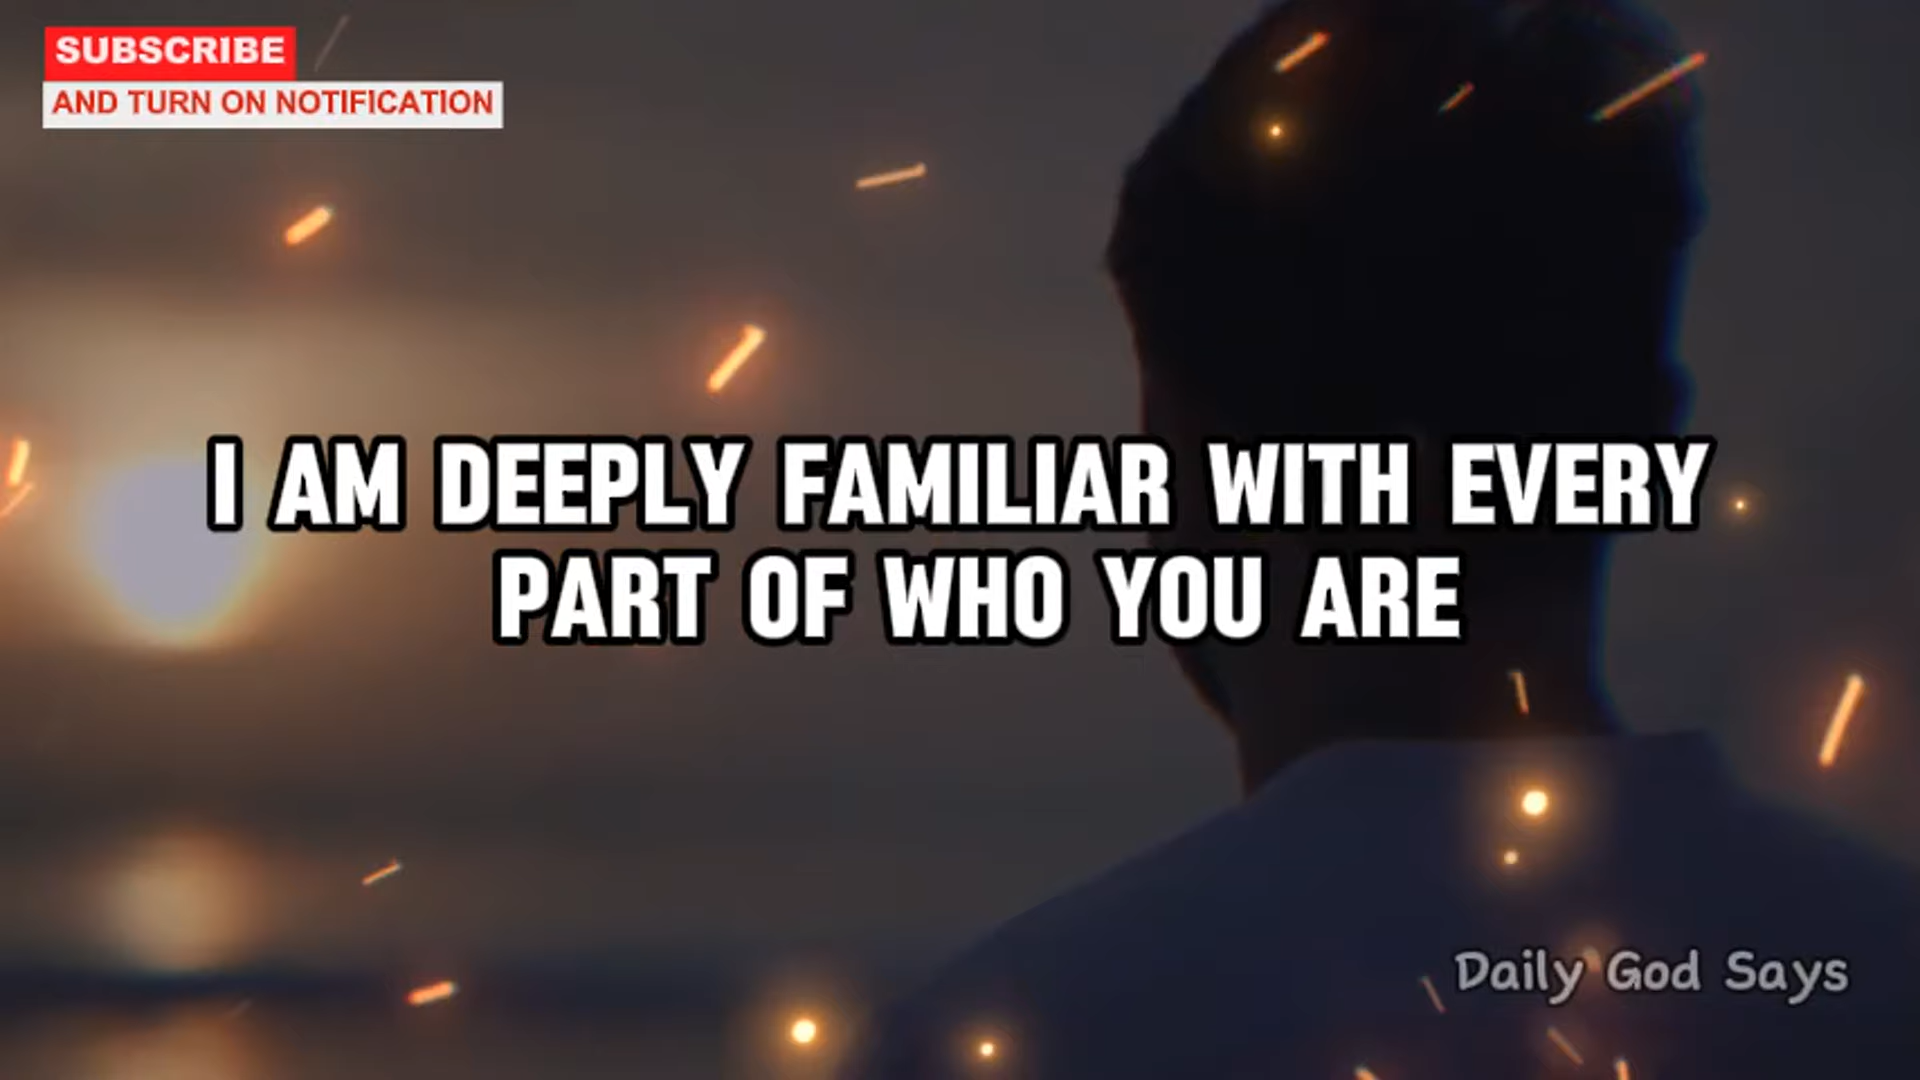 SUBSCRIBE
AND TURN ON NOTIFICATION
I AM DEEPLY FAMILIAR WITH EVERY
PART OF WHO YOU ARE
Daily God Says